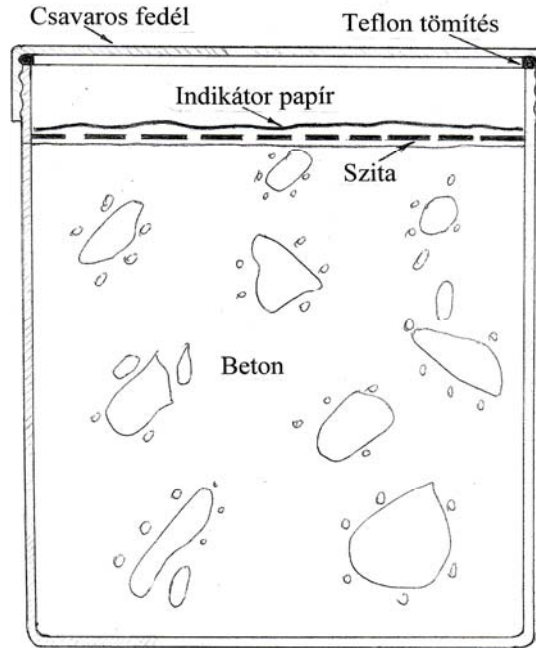 Csavaros fedél
Teflon tömítés
Indikátor papír
Szita
Beton